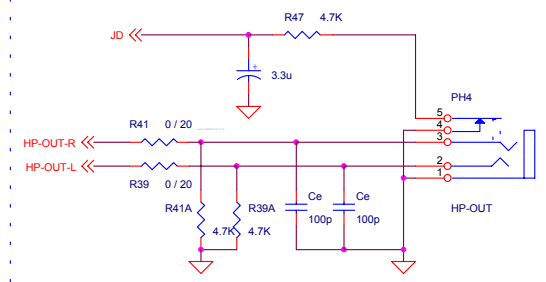 R47 4.7K
JD
+
3.3u
PH4
5
4
R41 0 / 20
3
HP-OUT-R
HP-OUT-L
2
1
R39 0 / 20
Ce Ce
R41A R39A HP-OUT
100p 100p
4.7K 4.7K